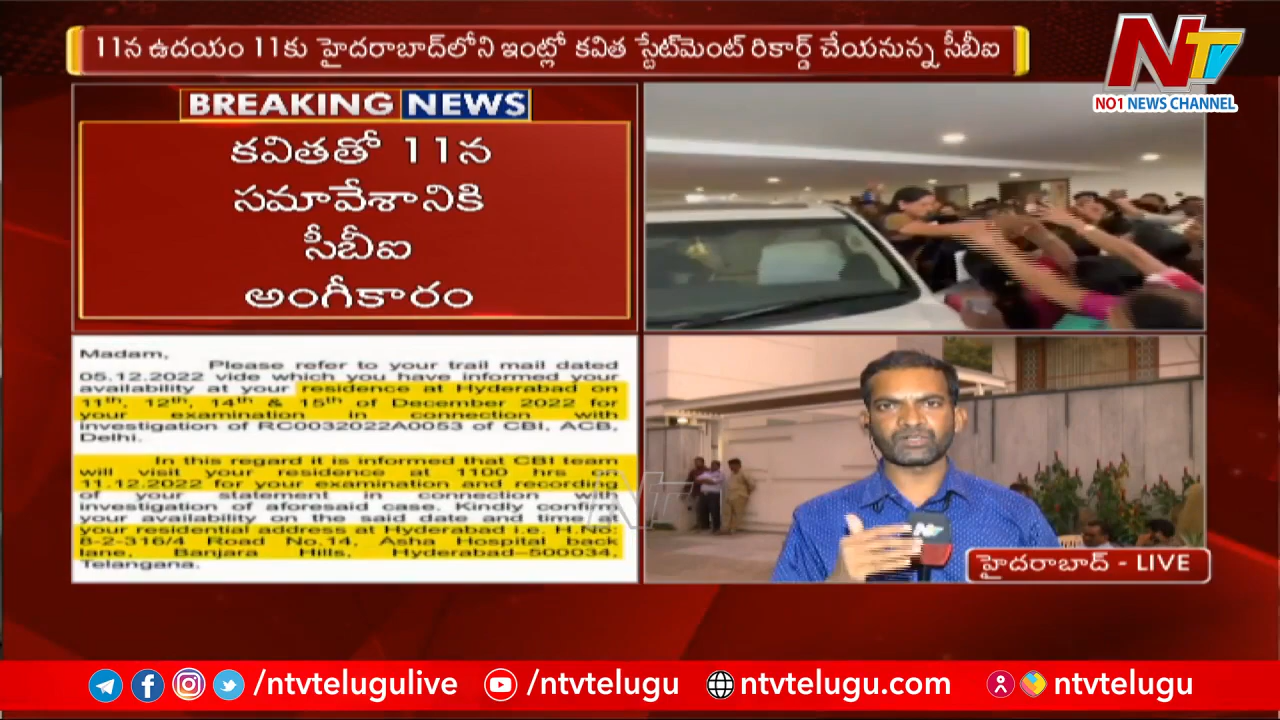 11న ఉదయం 11కు హైదరాబాద్‌లోని ఇంట్లో కవిత స్టేట్‌మెంట్ రికార్డ్ చేయనున్న సీబీఐ
NTV
NO1 NEWS CHANNEL
BREAKING NEWS
కవితతో 11న
సమావేశానికి
సీబీఐ
అంగీకారం
Madam,
Please refer to your trail mail dated
05.12.2022 vide which you have informed your
availability at your residence at Hyderabad on
11th, 12th, 14th & 15th of December 2022 for
your examination in connection with
investigation of RC0032022A0053 of CBI, ACB,
Delhi.
In this regard it is informed that CBI team
will visit your residence at 1100 hrs on
11.12.2022 for your examination and recording
of your statement in connection with
investigation of aforesaid case. Kindly confirm
your availability on the said date and time at
your residential address at Hyderabad i.e. H.No:
8-2-316/4 Road No.14, Asha Hospital back
lane, Banjara Hills, Hyderabad–500034,
Telangana.
NTV
హైదరాబాద్ - LIVE
/ntvtelugulive /ntvtelugu ntvtelugu.com ntvtelugu